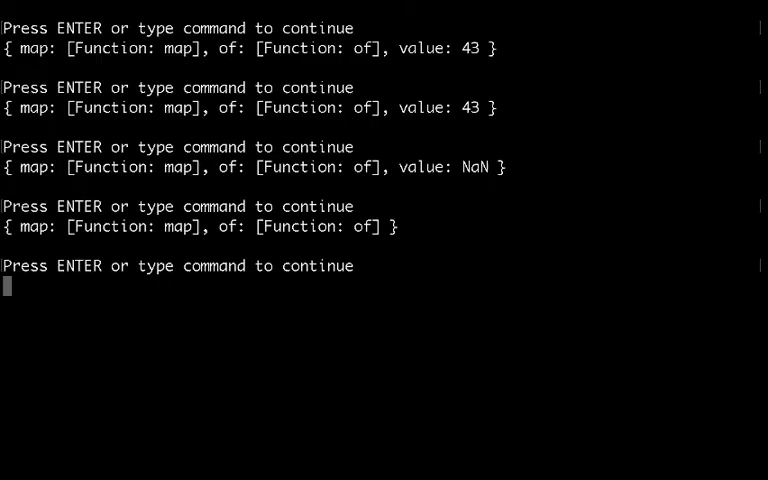 Press ENTER or type command to continue
{ map: [Function: map], of: [Function: of], value: 43 }
Press ENTER or type command to continue
{ map: [Function: map], of: [Function: of], value: 43 }
Press ENTER or type command to continue
{ map: [Function: map], of: [Function: of], value: NaN }
Press ENTER or type command to continue
{ map: [Function: map], of: [Function: of] }
Press ENTER or type command to continue